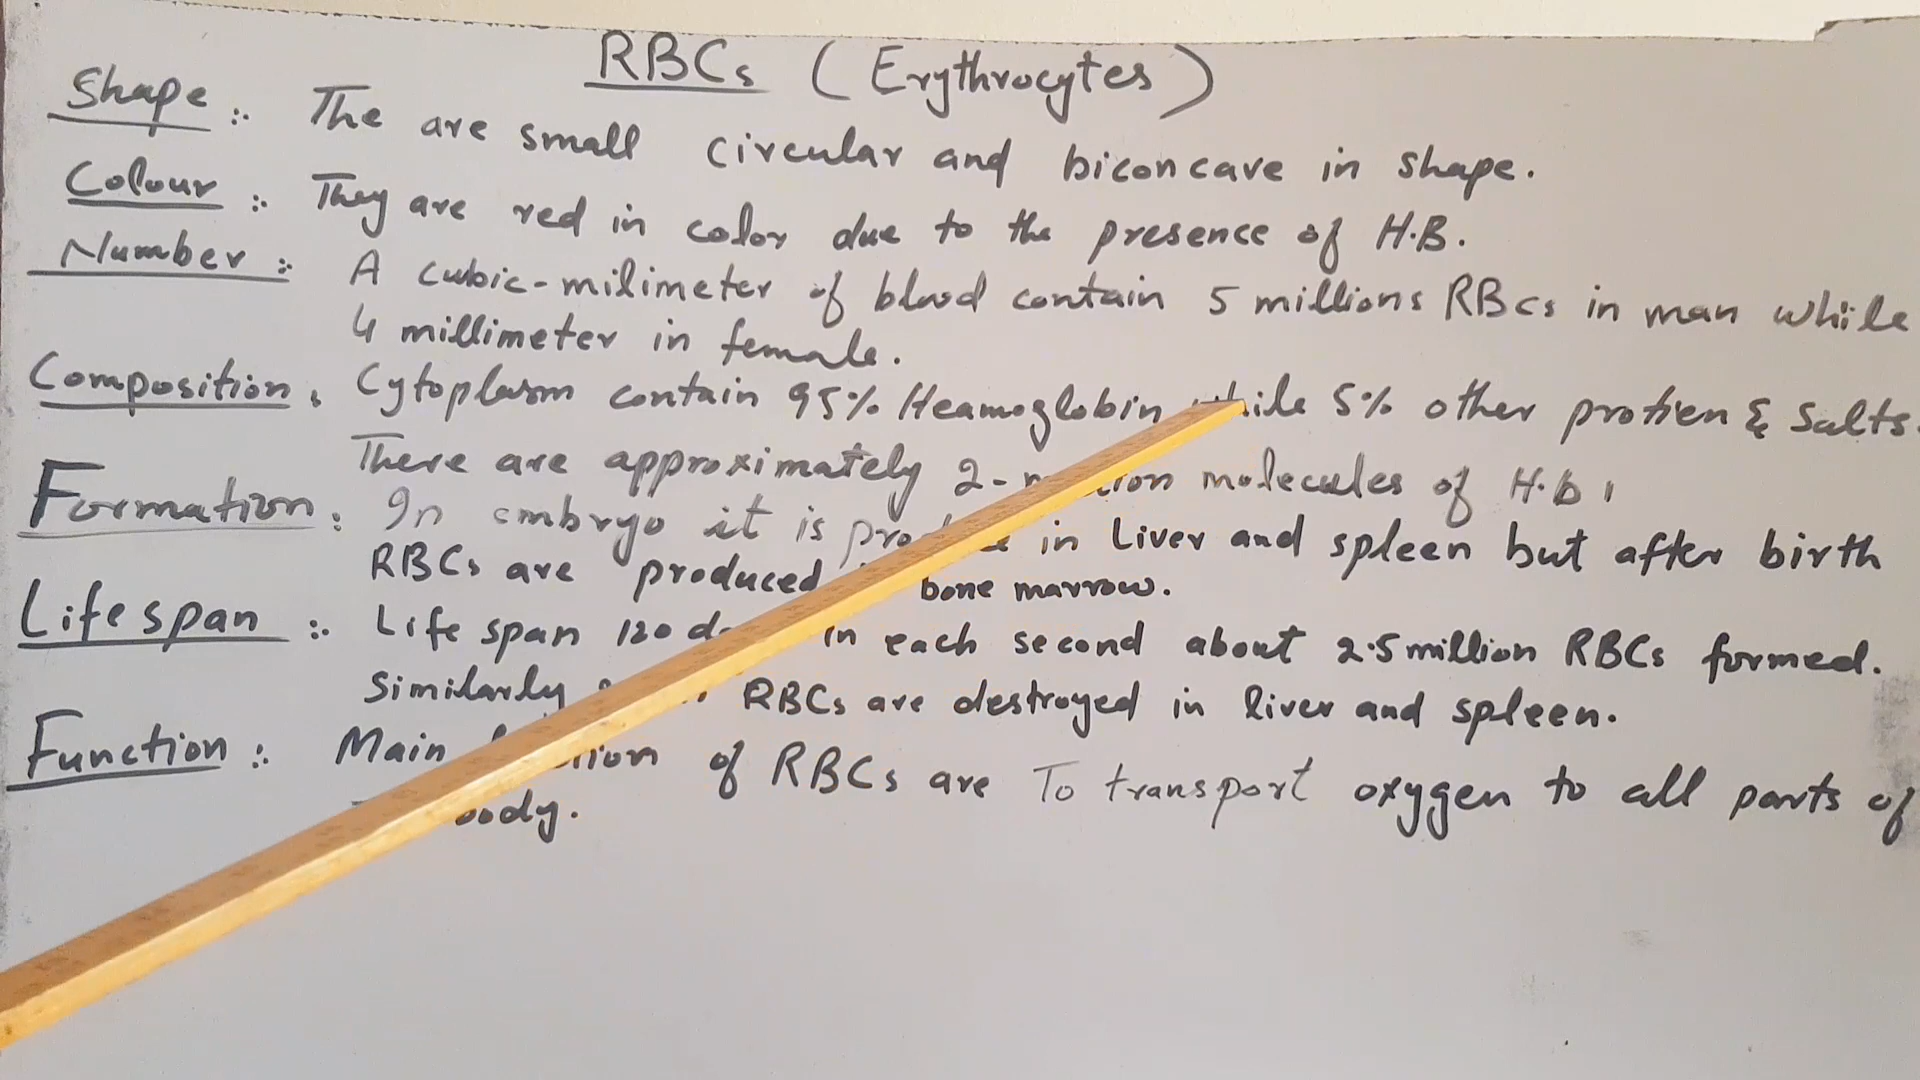 RBCs (Erythrocytes)
Shape :. The are small circular and biconcave in shape.
Colour :. They are red in color due to the presence of H.B.
Number :. A cubic-milimeter of blood contain 5 millions RBCs in man while
4 millimeter in female.
Composition: Cytoplasm contain 95% Heamoglobin while 5% other protien & Salts.
There are approximately 2- molecules of H.b.
Formation: In embryo it is in Liver and spleen but after birth
RBCs are produced bone marrow.
Life span :. Life span 120 in each second about 2.5 million RBCs formed.
Similarly RBCs are destroyed in liver and spleen.
Function :. Main of RBCs are To transport oxygen to all parts of
body.